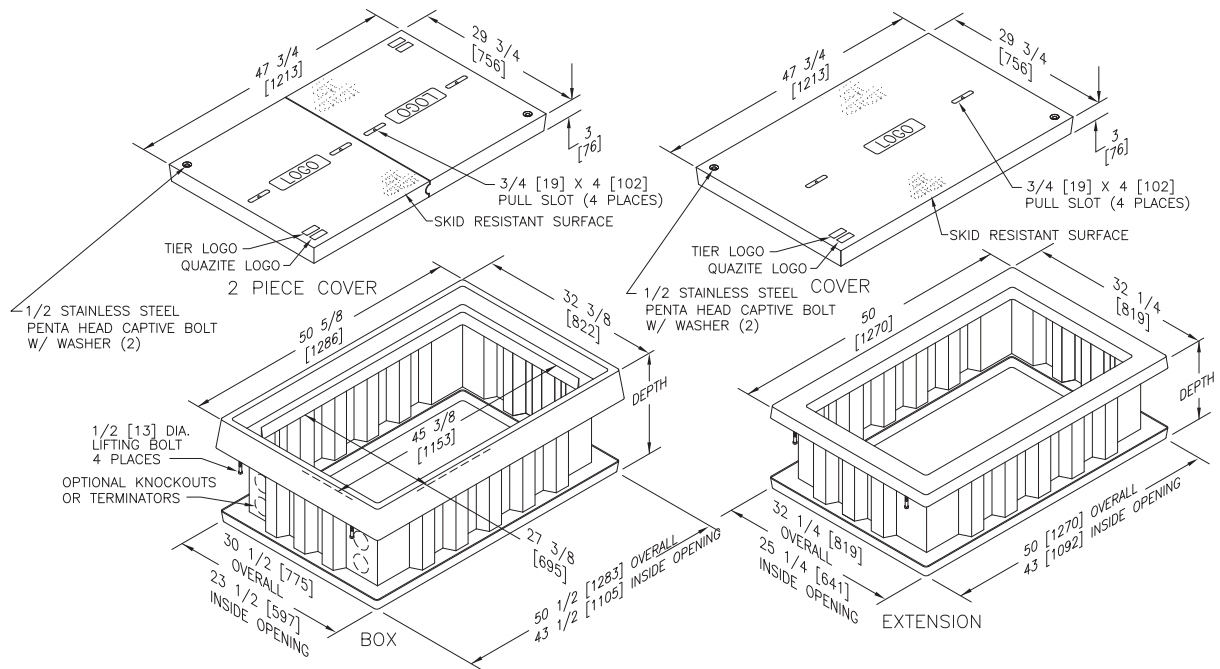 47 3/4
[1213]
29 3/4
[756]
3
[76]
LOGO
LOGO
3/4 [19] X 4 [102]
PULL SLOT (4 PLACES)
SKID RESISTANT SURFACE
TIER LOGO
QUAZITE LOGO
2 PIECE COVER
1/2 STAINLESS STEEL
PENTA HEAD CAPTIVE BOLT
W/ WASHER (2)
47 3/4
[1213]
29 3/4
[756]
3
[76]
LOGO
3/4 [19] X 4 [102]
PULL SLOT (4 PLACES)
SKID RESISTANT SURFACE
TIER LOGO
QUAZITE LOGO
COVER
1/2 STAINLESS STEEL
PENTA HEAD CAPTIVE BOLT
W/ WASHER (2)
50 5/8
[1286]
32 3/8
[822]
DEPTH
45 3/8
[1153]
1/2 [13] DIA.
LIFTING BOLT
4 PLACES
OPTIONAL KNOCKOUTS
OR TERMINATORS
27 3/8
[695]
30 1/2 [775]
OVERALL
23 1/2 [597]
INSIDE OPENING
50 1/2 [1283] OVERALL
43 1/2 [1105] INSIDE OPENING
BOX
50
[1270]
32 1/4
[819]
DEPTH
32 1/4 [819]
OVERALL
25 1/4 [641]
INSIDE OPENING
50 [1270] OVERALL
43 [1092] INSIDE OPENING
EXTENSION